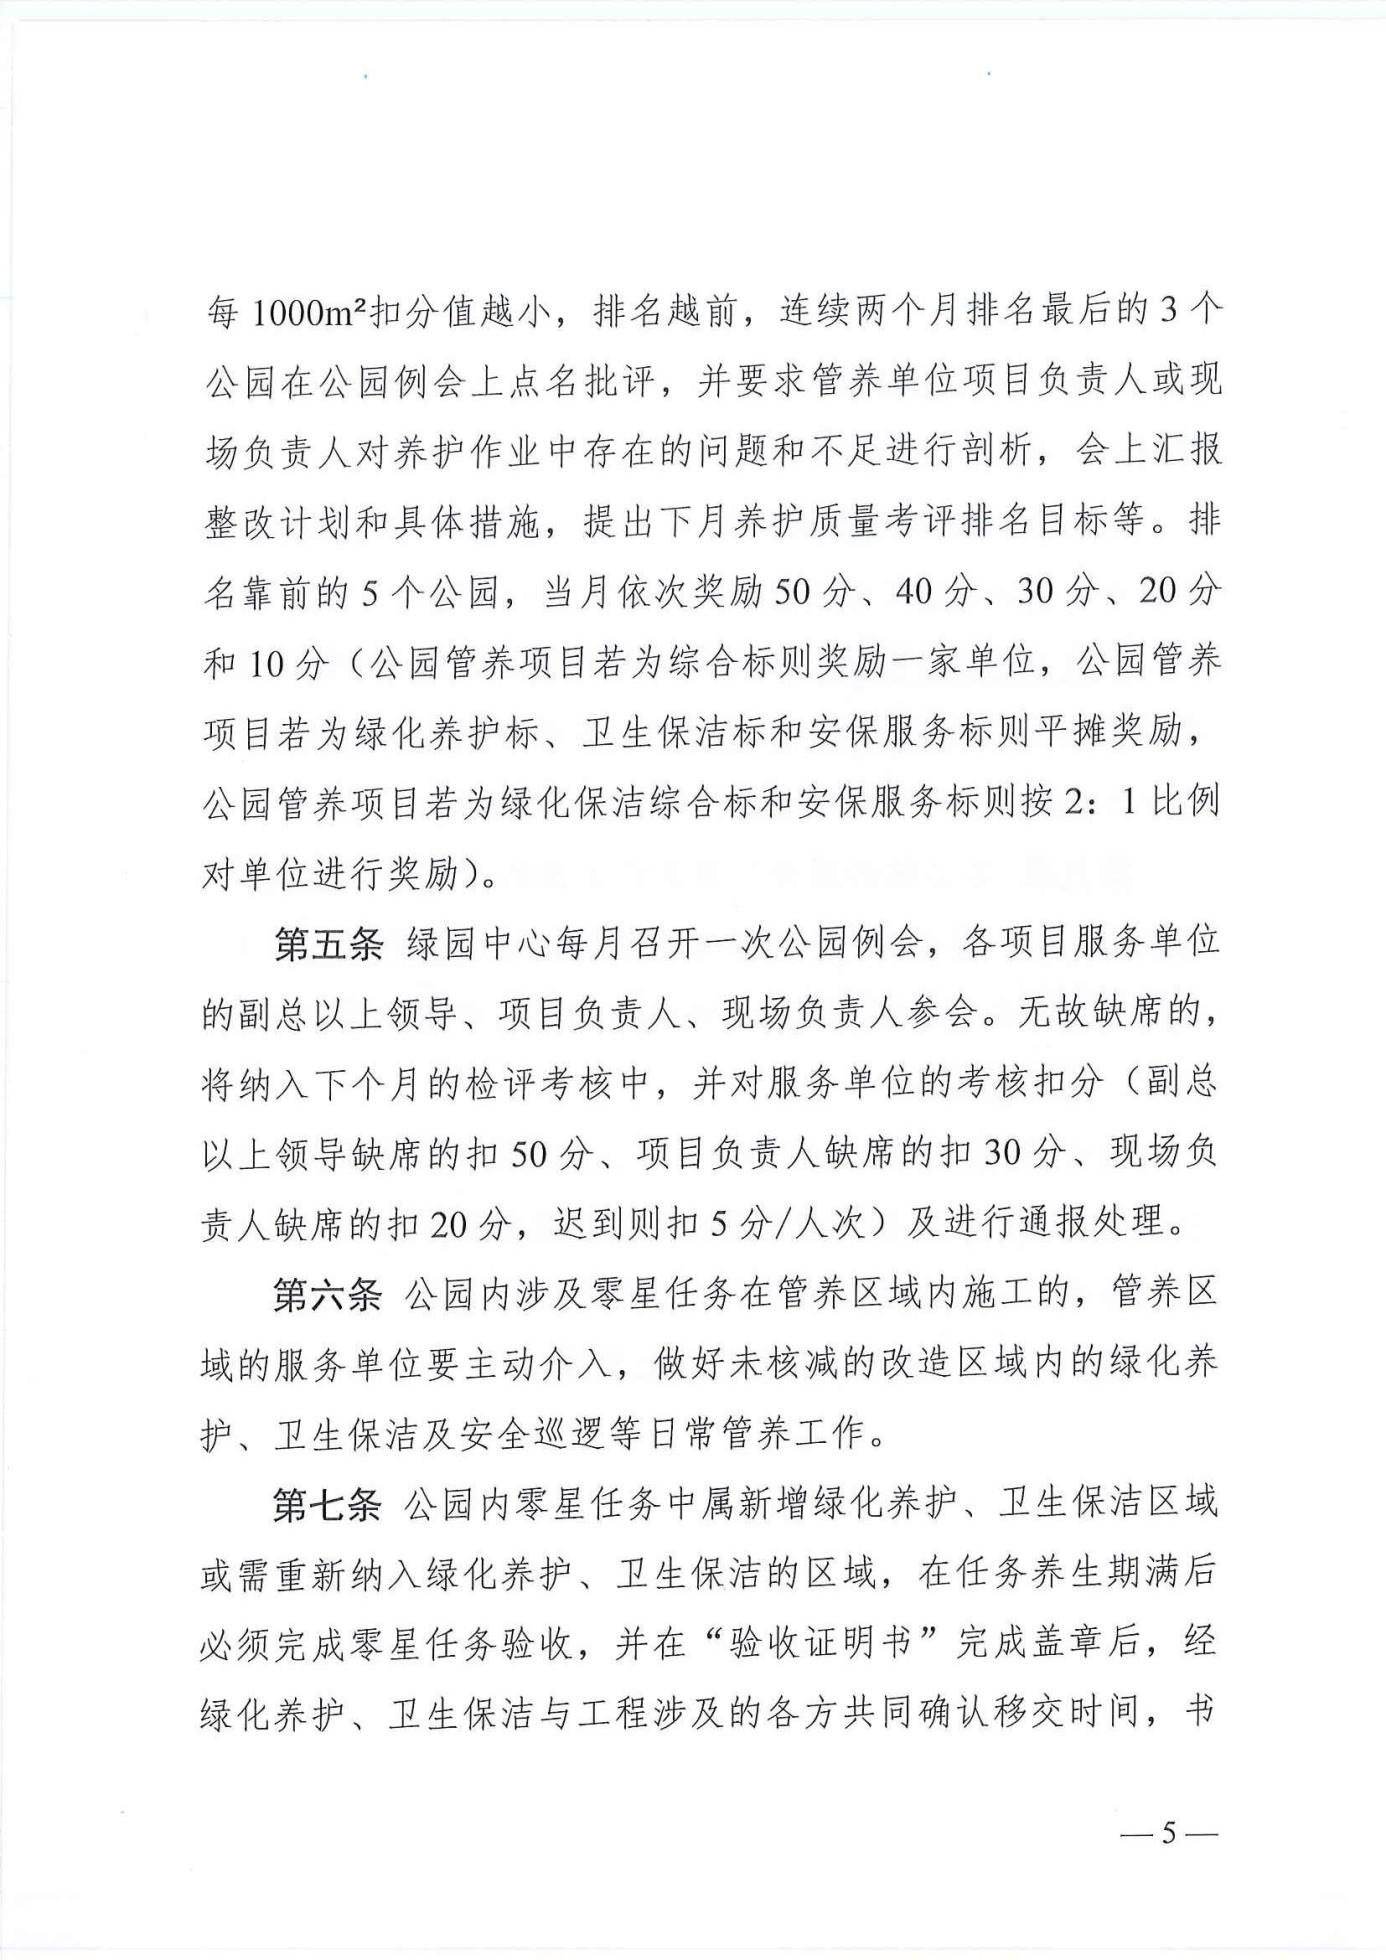 每1000m²扣分值越小，排名越前，连续两个月排名最后的3个
公园在公园例会上点名批评，并要求管养单位项目负责人或现
场负责人对养护作业中存在的问题和不足进行剖析，会上汇报
整改计划和具体措施，提出下月养护质量考评排名目标等。排
名靠前的5个公园，当月依次奖励50分、40分、30分、20分
和10分（公园管养项目若为综合标则奖励一家单位，公园管养
项目若为绿化养护标、卫生保洁标和安保服务标则平摊奖励，
公园管养项目若为绿化保洁综合标和安保服务标则按2：1比例
对单位进行奖励）。
第五条 绿园中心每月召开一次公园例会，各项目服务单位
的副总以上领导、项目负责人、现场负责人参会。无故缺席的，
将纳入下个月的检评考核中，并对服务单位的考核扣分（副总
以上领导缺席的扣50分、项目负责人缺席的扣30分、现场负
责人缺席的扣20分，迟到则扣5分/人次）及进行通报处理。
第六条 公园内涉及零星任务在管养区域内施工的，管养区
域的服务单位要主动介入，做好未核减的改造区域内的绿化养
护、卫生保洁及安全巡逻等日常管养工作。
第七条 公园内零星任务中属新增绿化养护、卫生保洁区域
或需重新纳入绿化养护、卫生保洁的区域，在任务养生期满后
必须完成零星任务验收，并在“验收证明书”完成盖章后，经
绿化养护、卫生保洁与工程涉及的各方共同确认移交时间，书
—5—